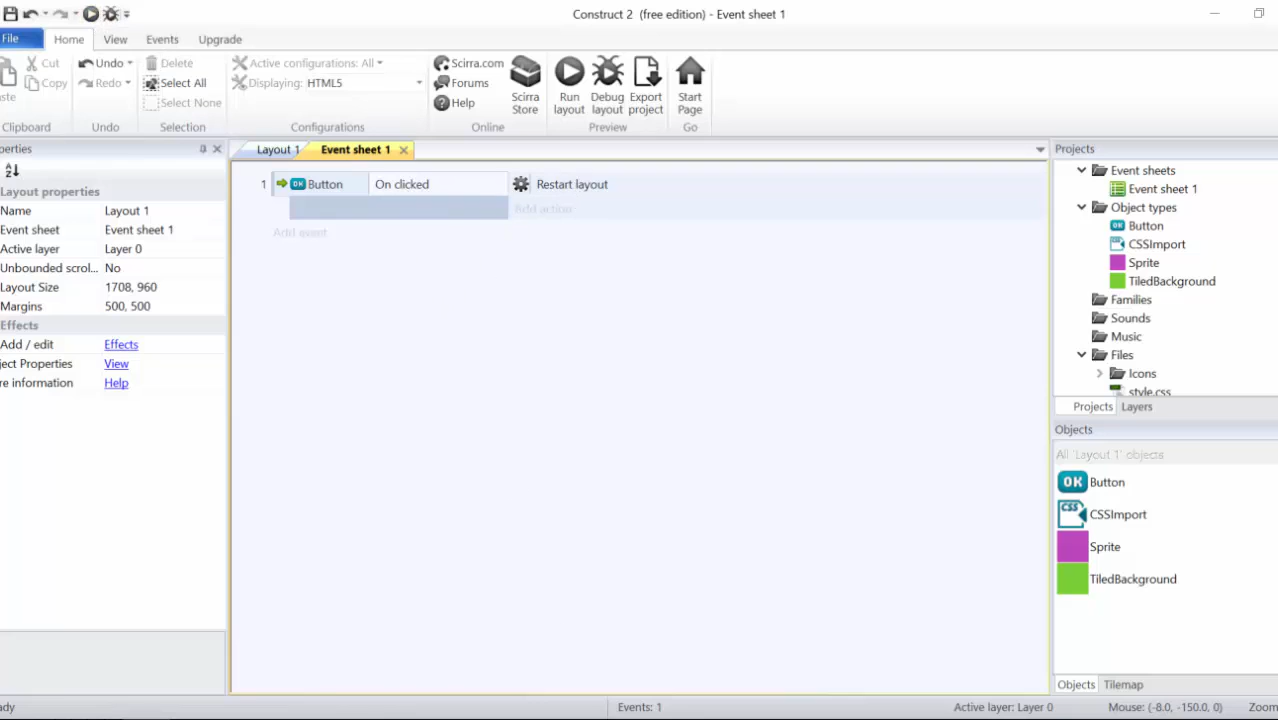 Construct 2 (free edition) - Event sheet 1
File Home View Events Upgrade
Cut Undo Delete Active configurations: All Scirra.com
Copy Redo Select All Displaying: HTML5 Forums
Select None Help
Scirra Store
Run layout
Debug layout
Export project
Start Page
Clipboard Undo Selection Configurations Online Preview Go
perties
Layout 1 Event sheet 1
Projects
A
Z
Layout properties
Name Layout 1
Event sheet Event sheet 1
Active layer Layer 0
Unbounded scrol... No
Layout Size 1708, 960
Margins 500, 500
Effects
Add / edit Effects
ject Properties View
re information Help
1 OK Button On clicked Restart layout
Add action
Add event
Event sheets
Event sheet 1
Object types
OK Button
CSSImport
Sprite
TiledBackground
Families
Sounds
Music
Files
Icons
style.css
Projects Layers
Objects
All 'Layout 1' objects
OK Button
CSS CSSImport
Sprite
TiledBackground
Objects Tilemap
ady Events: 1 Active layer: Layer 0 Mouse: (-8.0, -150.0, 0) Zoom